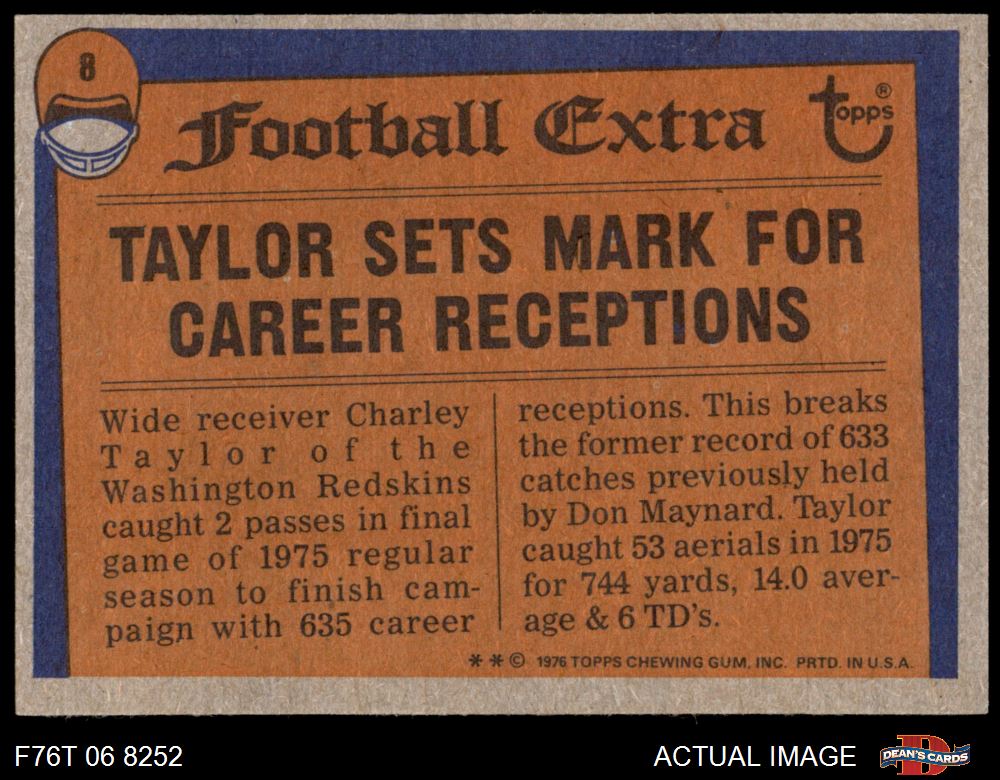 8
Football Extra
topps®
TAYLOR SETS MARK FOR
CAREER RECEPTIONS
Wide receiver Charley
Taylor of the
Washington Redskins
caught 2 passes in final
game of 1975 regular
season to finish cam-
paign with 635 career
receptions. This breaks
the former record of 633
catches previously held
by Don Maynard. Taylor
caught 53 aerials in 1975
for 744 yards, 14.0 aver-
age & 6 TD's.
* * © 1976 TOPPS CHEWING GUM, INC. PRTD. IN U.S.A.
F76T 06 8252
ACTUAL IMAGE
DEAN'S CARDS